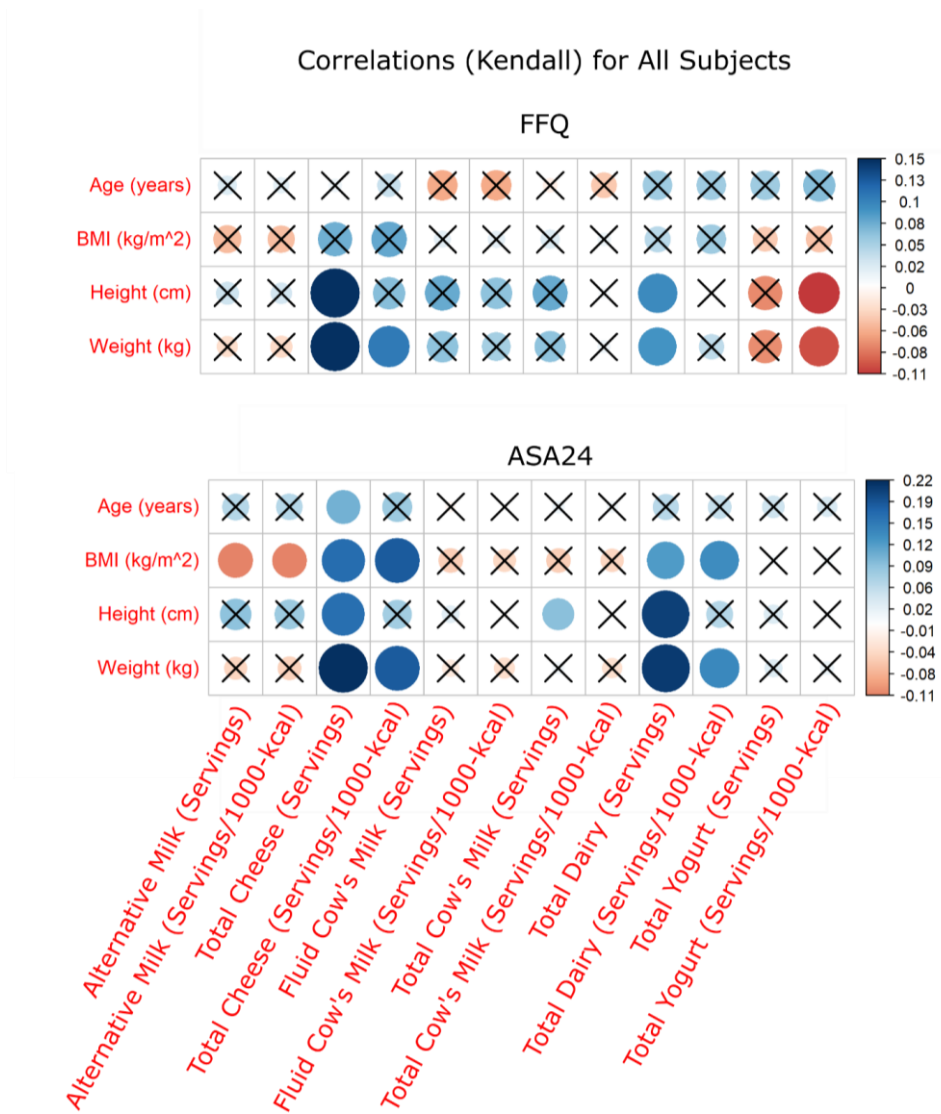 Correlations (Kendall) for All Subjects
FFQ
Age (years)
BMI (kg/m^2)
Height (cm)
Weight (kg)
0.15
0.13
0.1
0.08
0.05
0.02
0
-0.03
-0.06
-0.08
-0.11
ASA24
Age (years)
BMI (kg/m^2)
Height (cm)
Weight (kg)
0.22
0.19
0.15
0.12
0.09
0.06
0.02
-0.01
-0.04
-0.08
-0.11
Alternative Milk (Servings)
Alternative Milk (Servings/1000-kcal)
Total Cheese (Servings)
Total Cheese (Servings/1000-kcal)
Fluid Cow's Milk (Servings)
Fluid Cow's Milk (Servings/1000-kcal)
Total Cow's Milk (Servings)
Total Cow's Milk (Servings/1000-kcal)
Total Dairy (Servings)
Total Dairy (Servings/1000-kcal)
Total Yogurt (Servings)
Total Yogurt (Servings/1000-kcal)